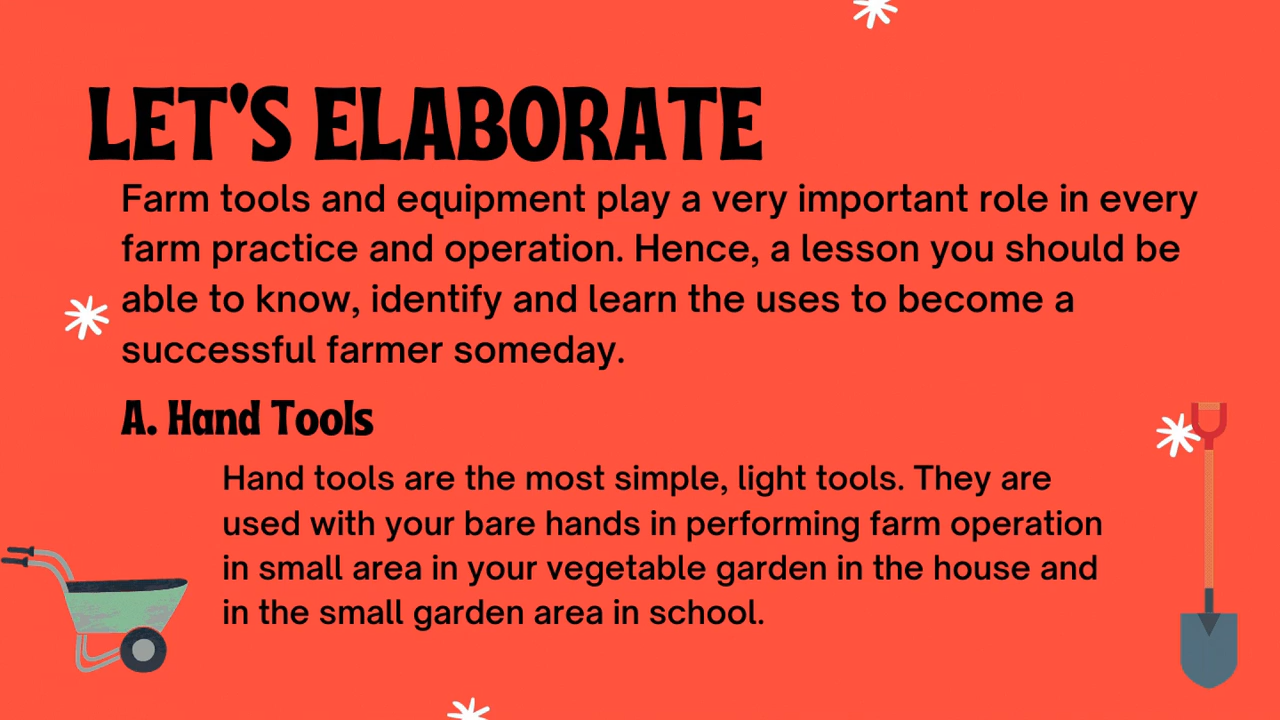 LET'S ELABORATE
Farm tools and equipment play a very important role in every
farm practice and operation. Hence, a lesson you should be
able to know, identify and learn the uses to become a
successful farmer someday.
A. Hand Tools
Hand tools are the most simple, light tools. They are
used with your bare hands in performing farm operation
in small area in your vegetable garden in the house and
in the small garden area in school.